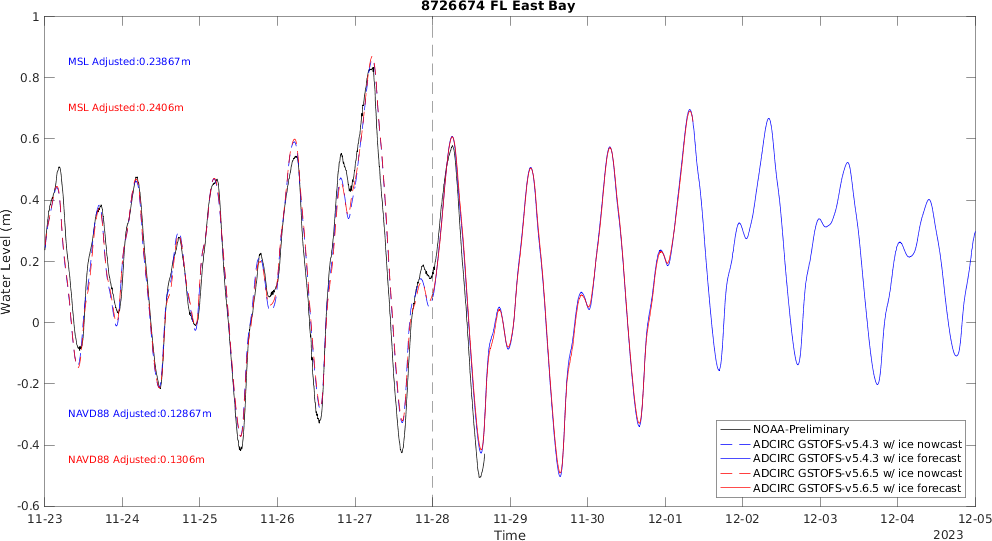 8726674 FL East Bay
1
0.8
0.6
0.4
0.2
0
-0.2
-0.4
-0.6
Water Level (m)
MSL Adjusted:0.23867m
MSL Adjusted:0.2406m
NAVD88 Adjusted:0.12867m
NAVD88 Adjusted:0.1306m
NOAA-Preliminary
ADCIRC GSTOFS-v5.4.3 w/ ice nowcast
ADCIRC GSTOFS-v5.4.3 w/ ice forecast
ADCIRC GSTOFS-v5.6.5 w/ ice nowcast
ADCIRC GSTOFS-v5.6.5 w/ ice forecast
11-23 11-24 11-25 11-26 11-27 11-28 11-29 11-30 12-01 12-02 12-03 12-04 12-05
Time
2023